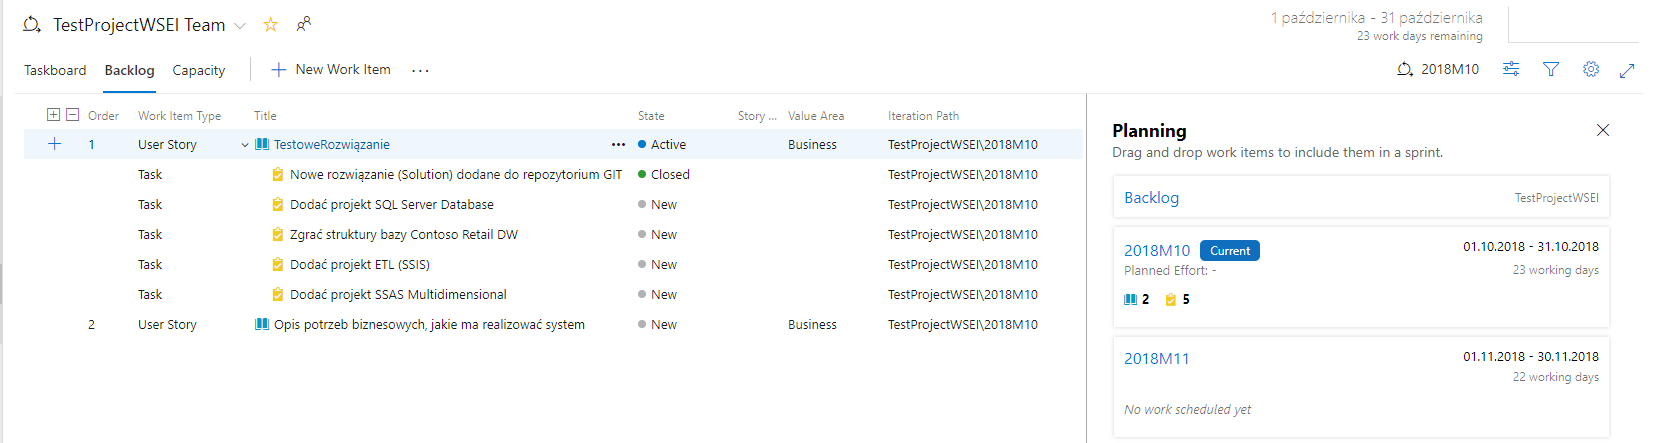 TestProjectWSEI Team
1 października - 31 października
23 work days remaining
Taskboard Backlog Capacity New Work Item
2018M10
Order Work Item Type Title State Story ... Value Area Iteration Path
1 User Story TestoweRozwiązanie ... Active Business TestProjectWSEI\2018M10
Task Nowe rozwiązanie (Solution) dodane do repozytorium GIT Closed TestProjectWSEI\2018M10
Task Dodać projekt SQL Server Database New TestProjectWSEI\2018M10
Task Zgrać struktury bazy Contoso Retail DW New TestProjectWSEI\2018M10
Task Dodać projekt ETL (SSIS) New TestProjectWSEI\2018M10
Task Dodać projekt SSAS Multidimensional New TestProjectWSEI\2018M10
2 User Story Opis potrzeb biznesowych, jakie ma realizować system New Business TestProjectWSEI\2018M10
Planning
Drag and drop work items to include them in a sprint.
Backlog TestProjectWSEI
2018M10 Current 01.10.2018 - 31.10.2018
Planned Effort: - 23 working days
2 5
2018M11 01.11.2018 - 30.11.2018
22 working days
No work scheduled yet